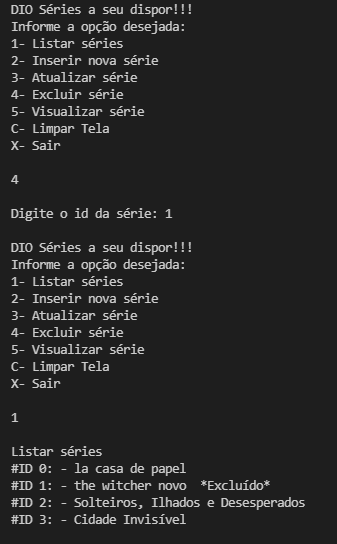 DIO Séries a seu dispor!!!
Informe a opção desejada:
1- Listar séries
2- Inserir nova série
3- Atualizar série
4- Excluir série
5- Visualizar série
C- Limpar Tela
X- Sair
4
Digite o id da série: 1
DIO Séries a seu dispor!!!
Informe a opção desejada:
1- Listar séries
2- Inserir nova série
3- Atualizar série
4- Excluir série
5- Visualizar série
C- Limpar Tela
X- Sair
1
Listar séries
#ID 0: - la casa de papel
#ID 1: - the witcher novo  *Excluído*
#ID 2: - Solteiros, Ilhados e Desesperados
#ID 3: - Cidade Invisível